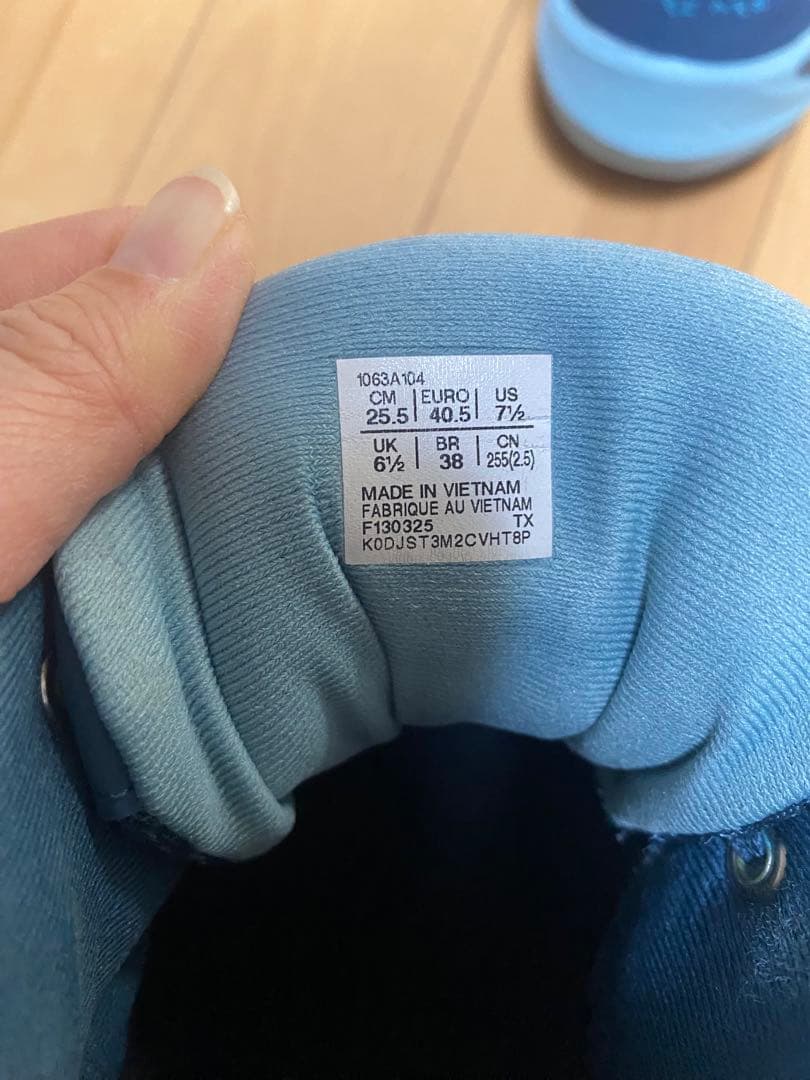 1063A104
CM EURO US
25.5 40.5 7½
UK BR CN
6½ 38 255(2.5)
MADE IN VIETNAM
FABRIQUE AU VIETNAM
F130325 TX
K0DJST3M2CVHT8P